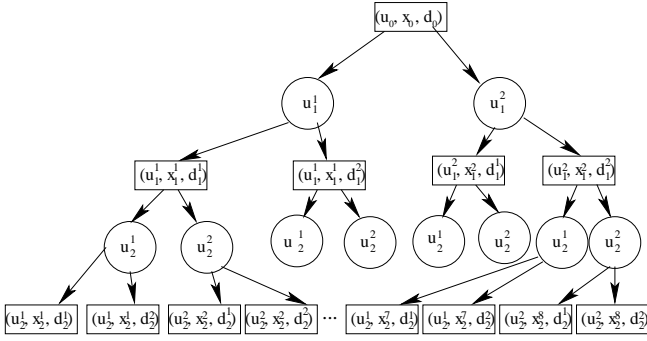 (u₀, x₀, d₀)
u₁¹ u₁²
(u₁¹, x₁¹, d₁¹) (u₁¹, x₁¹, d₁²) (u₁², x₁², d₁¹) (u₁², x₁², d₁²)
u₂¹ u₂² u₂¹ u₂² u₂¹ u₂² u₂¹ u₂²
(u₂¹, x₂¹, d₂¹) (u₂¹, x₂¹, d₂²) (u₂², x₂², d₂¹) (u₂², x₂², d₂²) ... (u₂¹, x₂⁷, d₂¹) (u₂¹, x₂⁷, d₂²) (u₂², x₂⁸, d₂¹) (u₂², x₂⁸, d₂²)